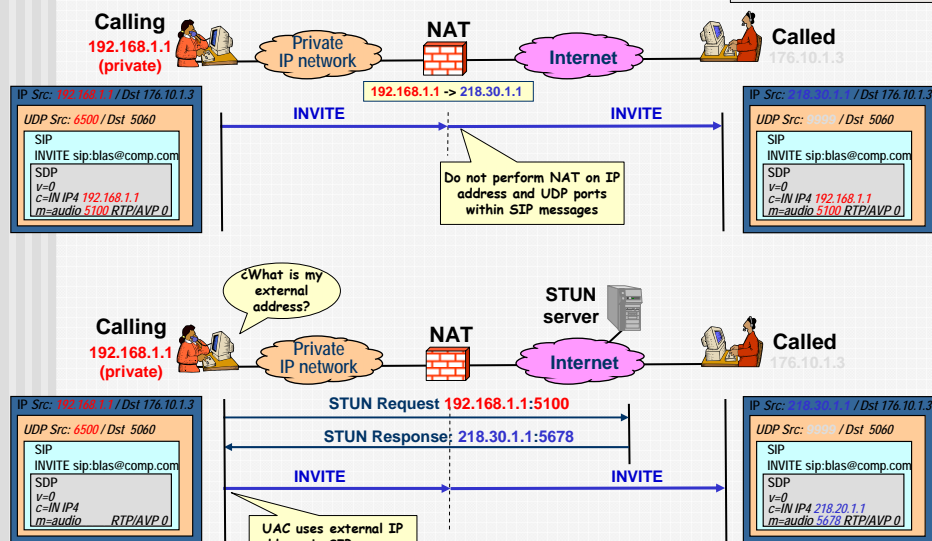 Calling
192.168.1.1
(private)
Private
IP network
NAT
Internet
Called
176.10.1.3
192.168.1.1 -> 218.30.1.1
IP Src: 192.168.1.1 / Dst 176.10.1.3
UDP Src: 6500 / Dst 5060
SIP
INVITE sip:blas@comp.com
SDP
v=0
c=IN IP4 192.168.1.1
m=audio 5100 RTP/AVP 0
INVITE
INVITE
Do not perform NAT on IP
address and UDP ports
within SIP messages
IP Src: 218.30.1.1 / Dst 176.10.1.3
UDP Src: 9999 / Dst 5060
SIP
INVITE sip:blas@comp.com
SDP
v=0
c=IN IP4 192.168.1.1
m=audio 5100 RTP/AVP 0
¿What is my
external
address?
STUN
server
Calling
192.168.1.1
(private)
Private
IP network
NAT
Internet
Called
176.10.1.3
IP Src: 192.168.1.1 / Dst 176.10.1.3
UDP Src: 6500 / Dst 5060
SIP
INVITE sip:blas@comp.com
SDP
v=0
c=IN IP4
m=audio RTP/AVP 0
STUN Request 192.168.1.1:5100
STUN Response: 218.30.1.1:5678
INVITE
INVITE
UAC uses external IP
IP Src: 218.30.1.1 / Dst 176.10.1.3
UDP Src: 9999 / Dst 5060
SIP
INVITE sip:blas@comp.com
SDP
v=0
c=IN IP4 218.20.1.1
m=audio 5678 RTP/AVP 0